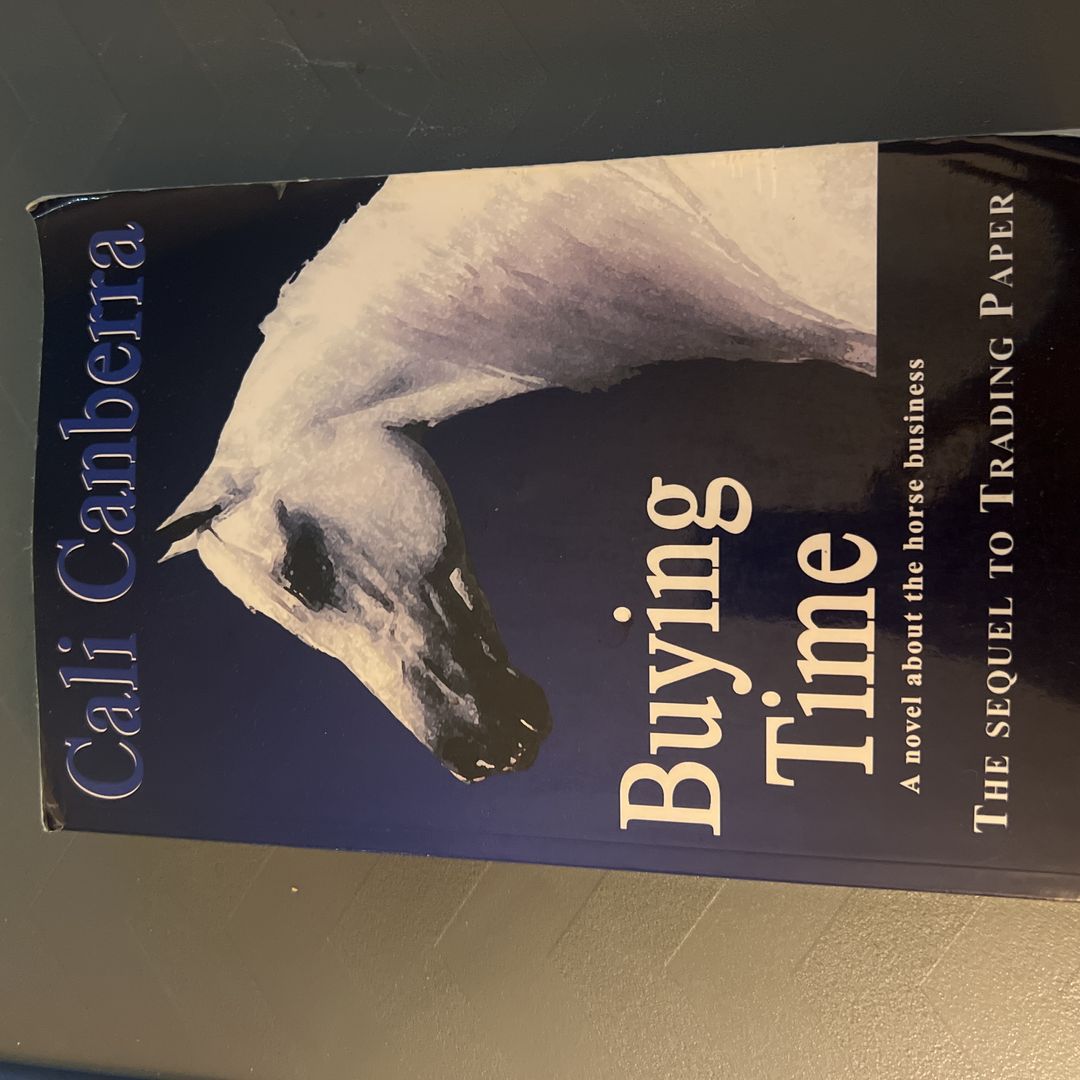 Cali Canberra
Buying
Time
A novel about the horse business
THE SEQUEL TO TRADING PAPER